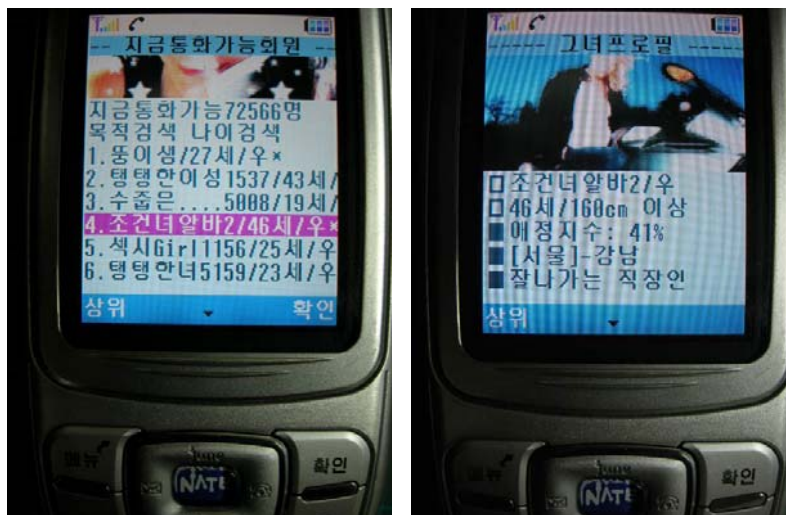 -- 지금통화가능회원 --
지금통화가능72566명
목적검색 나이검색
1.뚱이샘/27세/우*
2.탱탱한이성1537/43세/
3.수줍은....5008/19세/
4.조건녀알바2/46세/우*
5.섹시Girl1156/25세/우
6.탱탱한녀5159/23세/우
상위 확인
메뉴 확인
NATE
----- 그녀프로필 -----
□조건녀알바2/우
□46세/160cm 이상
■애정지수: 41%
■[서울]-강남
■잘나가는 직장인
상위
메뉴 확인
NATE